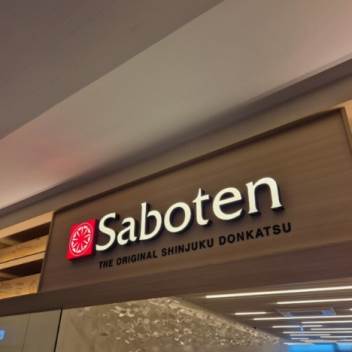 Saboten
THE ORIGINAL SHINJUKU DONKATSU